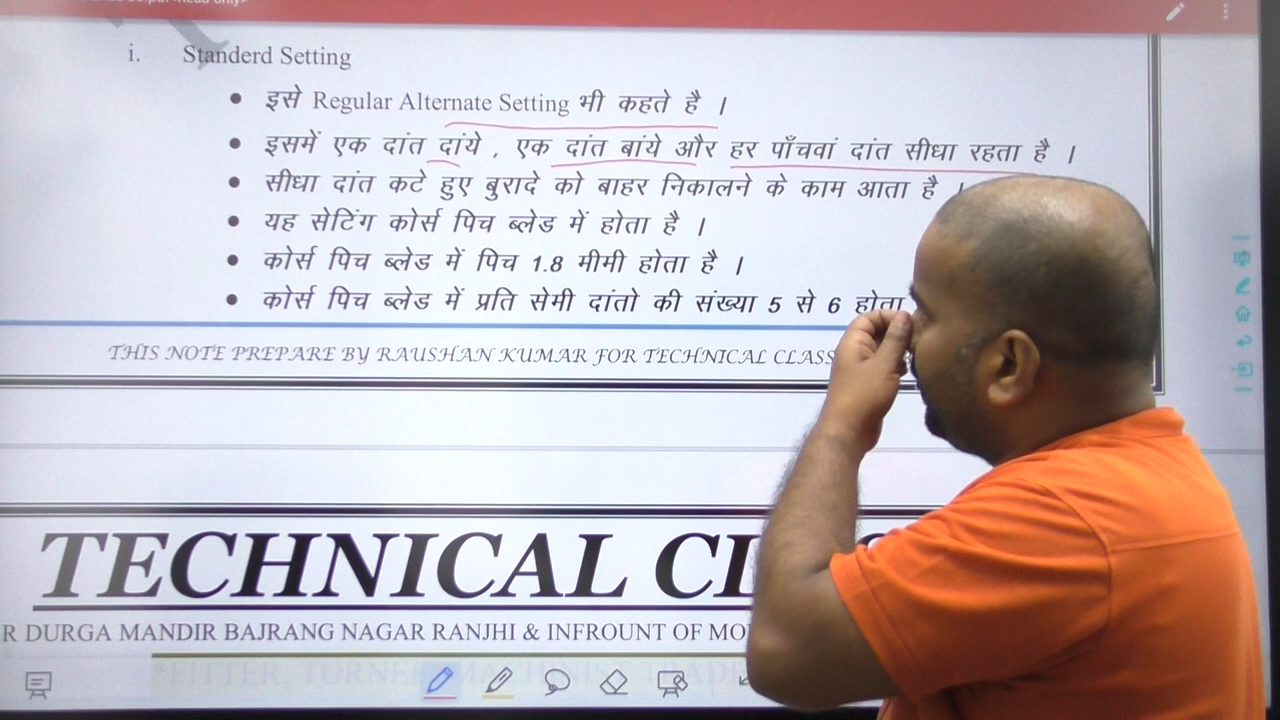 i. Standerd Setting
• इसे Regular Alternate Setting भी कहते है ।
• इसमें एक दांत दांये , एक दांत बांये और हर पाँचवां दांत सीधा रहता है ।
• सीधा दांत कटे हुए बुरादे को बाहर निकालने के काम आता है ।
• यह सेटिंग कोर्स पिच ब्लेड में होता है ।
• कोर्स पिच ब्लेड में पिच 1.8 मीमी होता है ।
• कोर्स पिच ब्लेड में प्रति सेमी दांतो की संख्या 5 से 6 होता
THIS NOTE PREPARE BY RAUSHAN KUMAR FOR TECHNICAL CLASS
TECHNICAL CL
R DURGA MANDIR BAJRANG NAGAR RANJHI & INFROUNT OF MO
FITTER, TURNER, MACHINIST TRAD